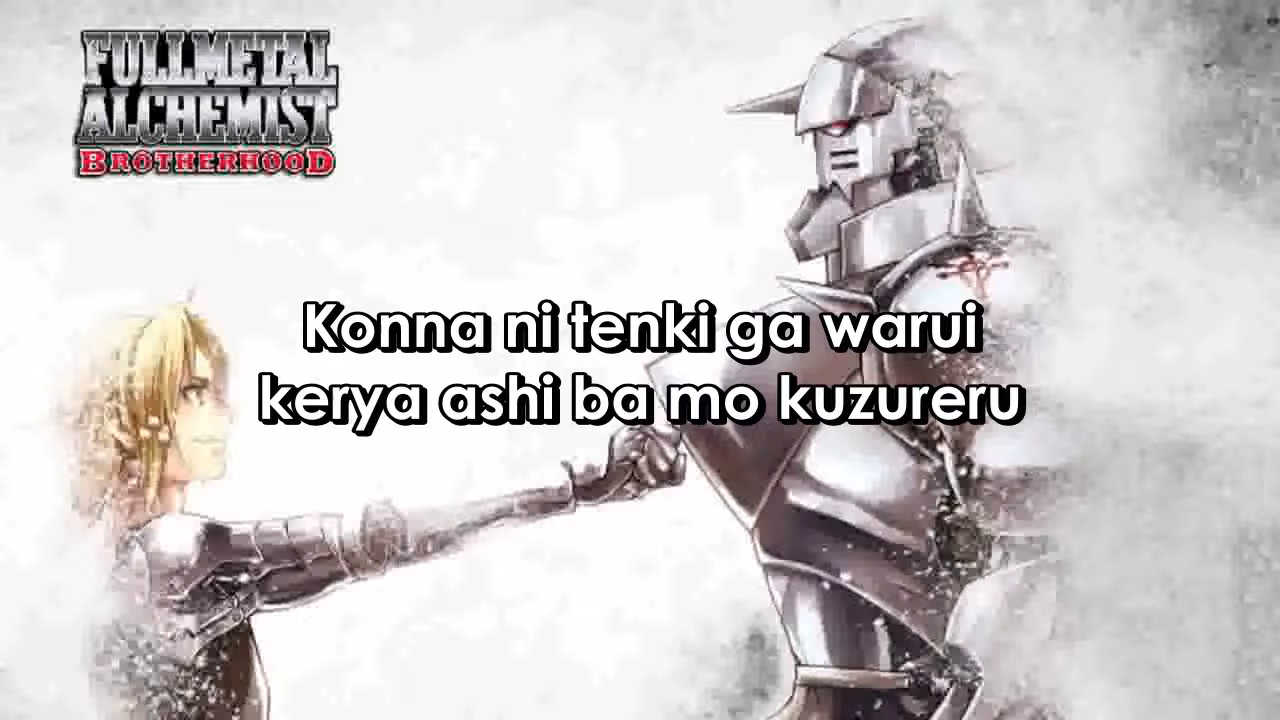 FULLMETAL
ALCHEMIST
BROTHERHOOD
Konna ni tenki ga warui
kerya ashi ba mo kuzureru